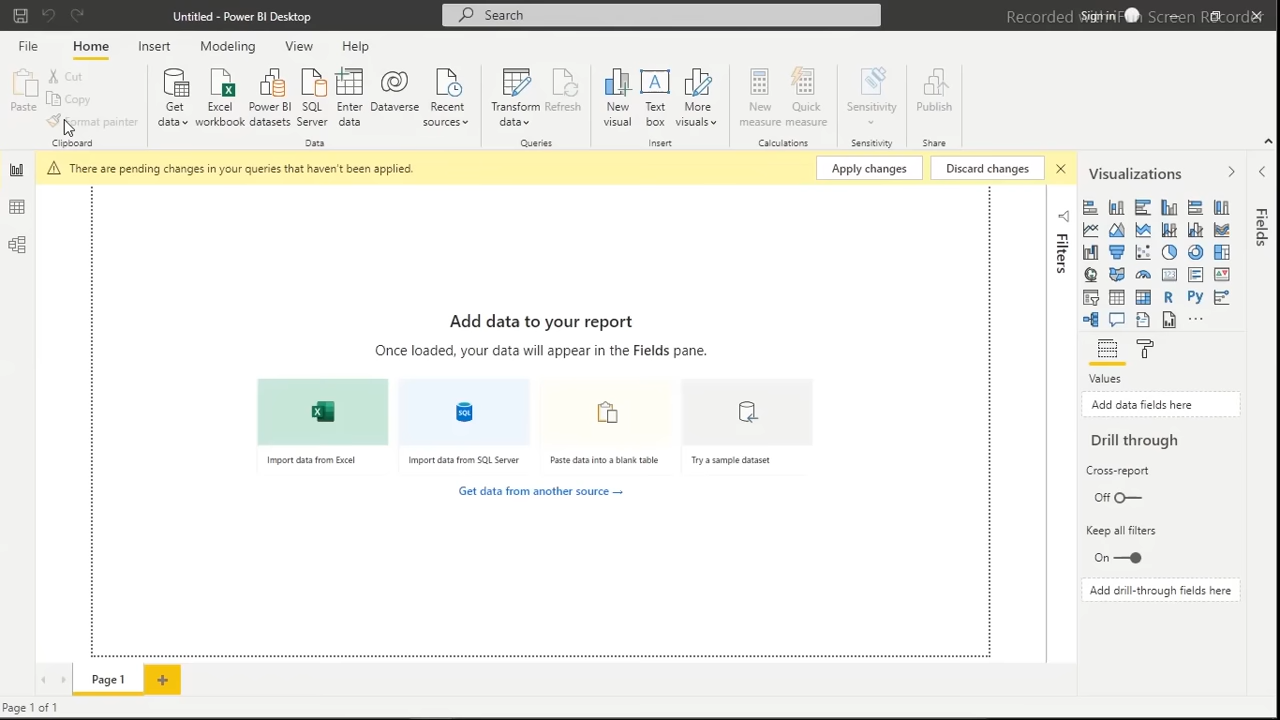 Untitled - Power BI Desktop
Search
Recorded with iFun Screen Recorder
Sign in
File Home Insert Modeling View Help
Paste
Cut
Copy
Format painter
Clipboard
Get data
Excel workbook
Power BI datasets
SQL Server
Enter data
Dataverse
Recent sources
Data
Transform data
Refresh
Queries
New visual
Text box
More visuals
Insert
New measure
Quick measure
Calculations
Sensitivity
Sensitivity
Publish
Share
There are pending changes in your queries that haven't been applied.
Apply changes
Discard changes
Add data to your report
Once loaded, your data will appear in the Fields pane.
X
SQL
Import data from Excel
Import data from SQL Server
Paste data into a blank table
Try a sample dataset
Get data from another source →
Filters
Visualizations
123
R
Py
Values
Add data fields here
Drill through
Cross-report
Off
Keep all filters
On
Add drill-through fields here
Fields
Page 1
Page 1 of 1